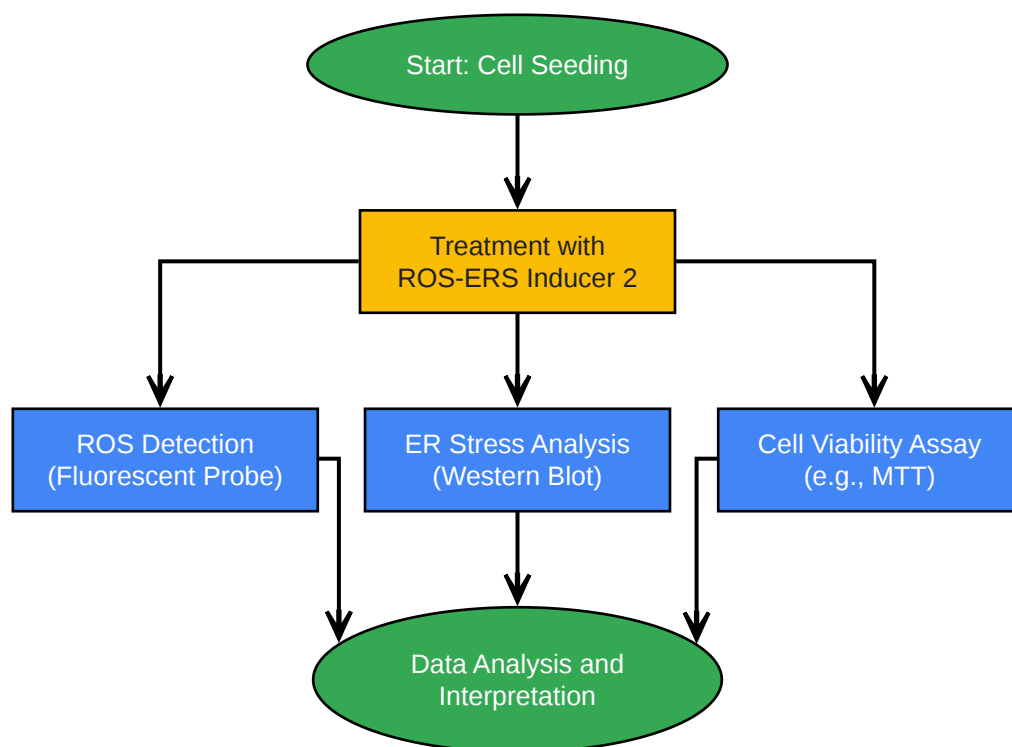 Start: Cell Seeding
Treatment with
ROS-ERS Inducer 2
ROS Detection
(Fluorescent Probe)
ER Stress Analysis
(Western Blot)
Cell Viability Assay
(e.g., MTT)
Data Analysis and
Interpretation